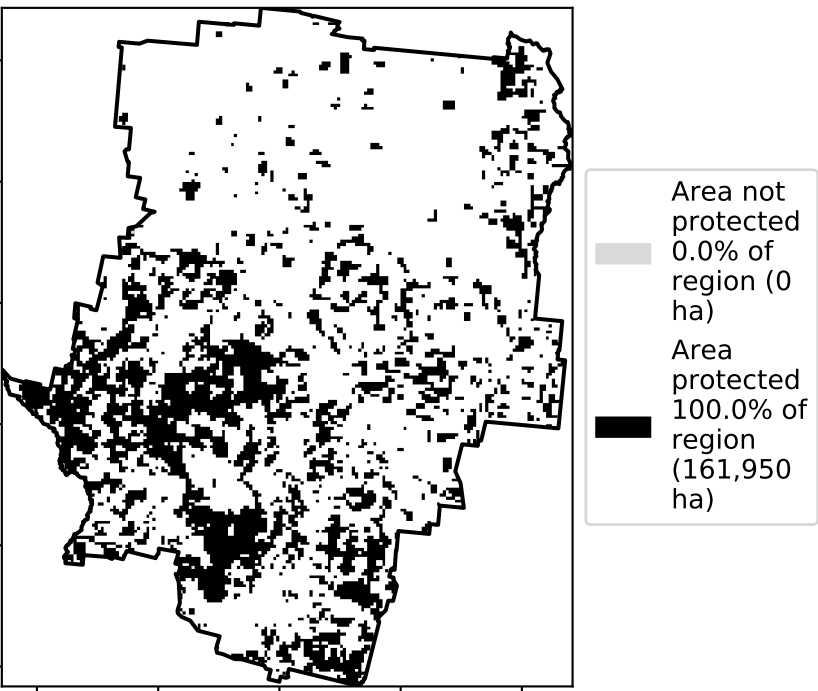 Area not
protected
0.0% of
region (0
ha)
Area
protected
100.0% of
region
(161,950
ha)